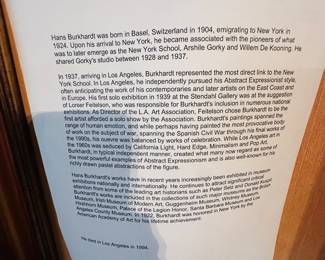 Hans Burkhardt was born in Basel, Switzerland in 1904, emigrating to New York in
1924. Upon his arrival to New York, he became associated with the pioneers of what
was to later emerge as the New York School, Arshile Gorky and Willem De Kooning. He
shared Gorky's studio between 1928 and 1937.
In 1937, arriving in Los Angeles, Burkhardt represented the most direct link to the New
York School. In Los Angeles, he independently pursued his Abstract Expressionist style,
often anticipating the work of his contemporaries and later artists on the East Coast and
in Europe. His first solo exhibition in 1939 at the Stendahl Gallery was at the suggestion
of Lorser Feitelson, who was responsible for Burkhardt's inclusion in numerous national
exhibitions. As Director of the L.A. Art Association, Feitelson chose Burkhardt to be the
first artist afforded a solo show by the Association. Burkhardt's paintings spanned the
range of human emotion, and while perhaps having painted the most provocative body
of work on the subject of war, spanning the Spanish Civil War through his final works of
the 1990s, his ouevre was balanced by works of celebration. While Los Angeles art in
the 1960s was seduced by California Light, Hard Edge, Minimalism and Pop Art,
Burkhardt, in typical independent manner, created what many now regard as some of
the most powerful examples of Abstract Expressionism and is also well-known for his
richly drawn pastel abstractions of the figure.
Hans Burkhardt's works have in recent years increasingly been exhibited in museum
exhibitions nationally and internationally. He continues to attract significant critical
attention from some of the leading art historians such as Peter Selz and Donald Kuspit.
His works are included in the collections of such major museums as the British
Museum, Irish Museum of Modern Art, Guggenheim Museum, Whitney Museum,
Hirshhorn Museum, Palace of the Legion Honor, Santa Barbara Museum and Los
Angeles County Museum. In 1922, Burkhardt was honored in New York by the
American Academy of Art for his lifetime achievement.
He died in Los Angeles in 1994.